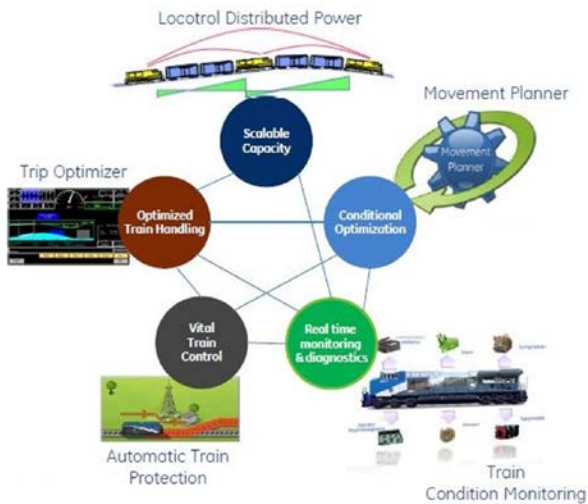 Locotrol Distributed Power
Movement Planner
Scalable
Capacity
Movement
Planner
Trip Optimizer
Optimized
Train Handling
Conditional
Optimization
Vital
Train
Control
Real time
monitoring
& diagnostics
Automatic Train
Protection
Train
Condition Monitoring